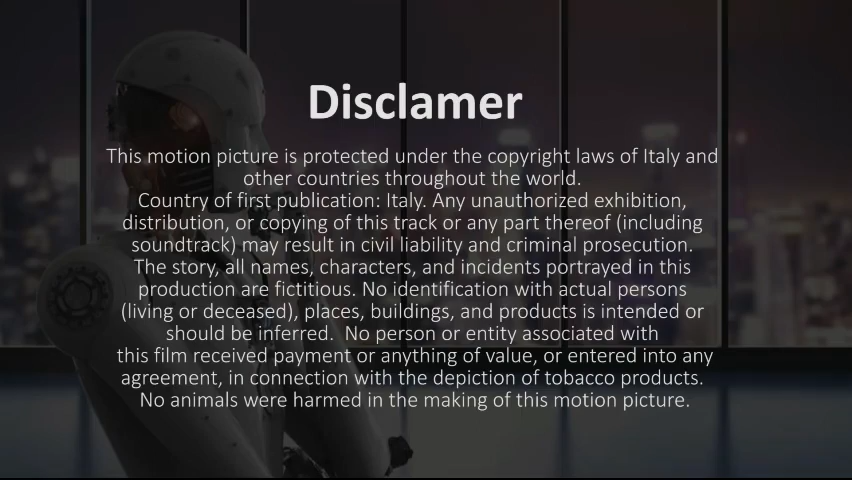 Disclamer
This motion picture is protected under the copyright laws of Italy and
other countries throughout the world.
Country of first publication: Italy. Any unauthorized exhibition,
distribution, or copying of this track or any part thereof (including
soundtrack) may result in civil liability and criminal prosecution.
The story, all names, characters, and incidents portrayed in this
production are fictitious. No identification with actual persons
(living or deceased), places, buildings, and products is intended or
should be inferred. No person or entity associated with
this film received payment or anything of value, or entered into any
agreement, in connection with the depiction of tobacco products.
No animals were harmed in the making of this motion picture.